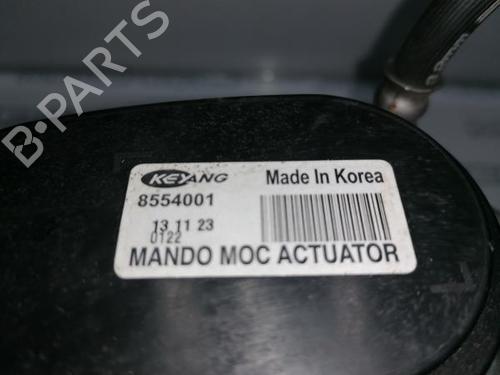 B-PARTS
KEYANG
Made In Korea
8554001
13 11 23
0122
MANDO MOC ACTUATOR